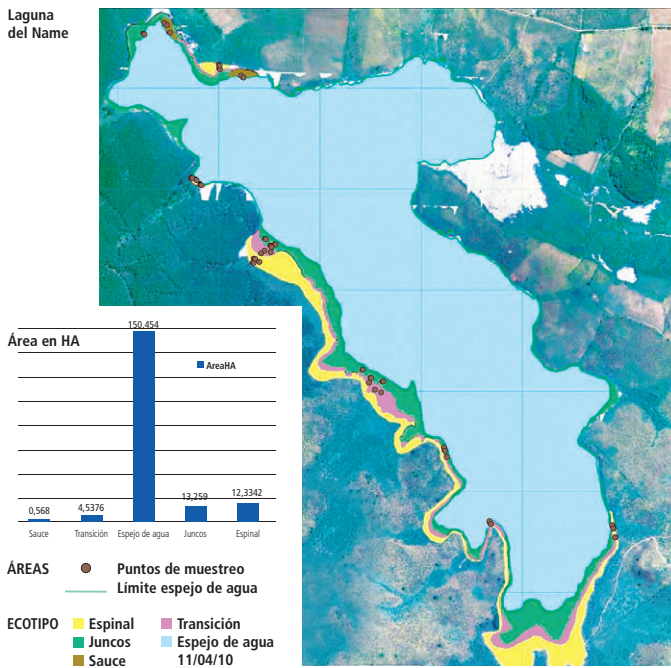 Laguna
del Name
Área en HA
150.454
AreaHA
0,568
4,5376
13,259
12,3342
Sauce
Transición
Espejo de agua
Juncos
Espinal
ÁREAS
Puntos de muestreo
Límite espejo de agua
ECOTIPO
Espinal
Transición
Juncos
Espejo de agua
Sauce
11/04/10